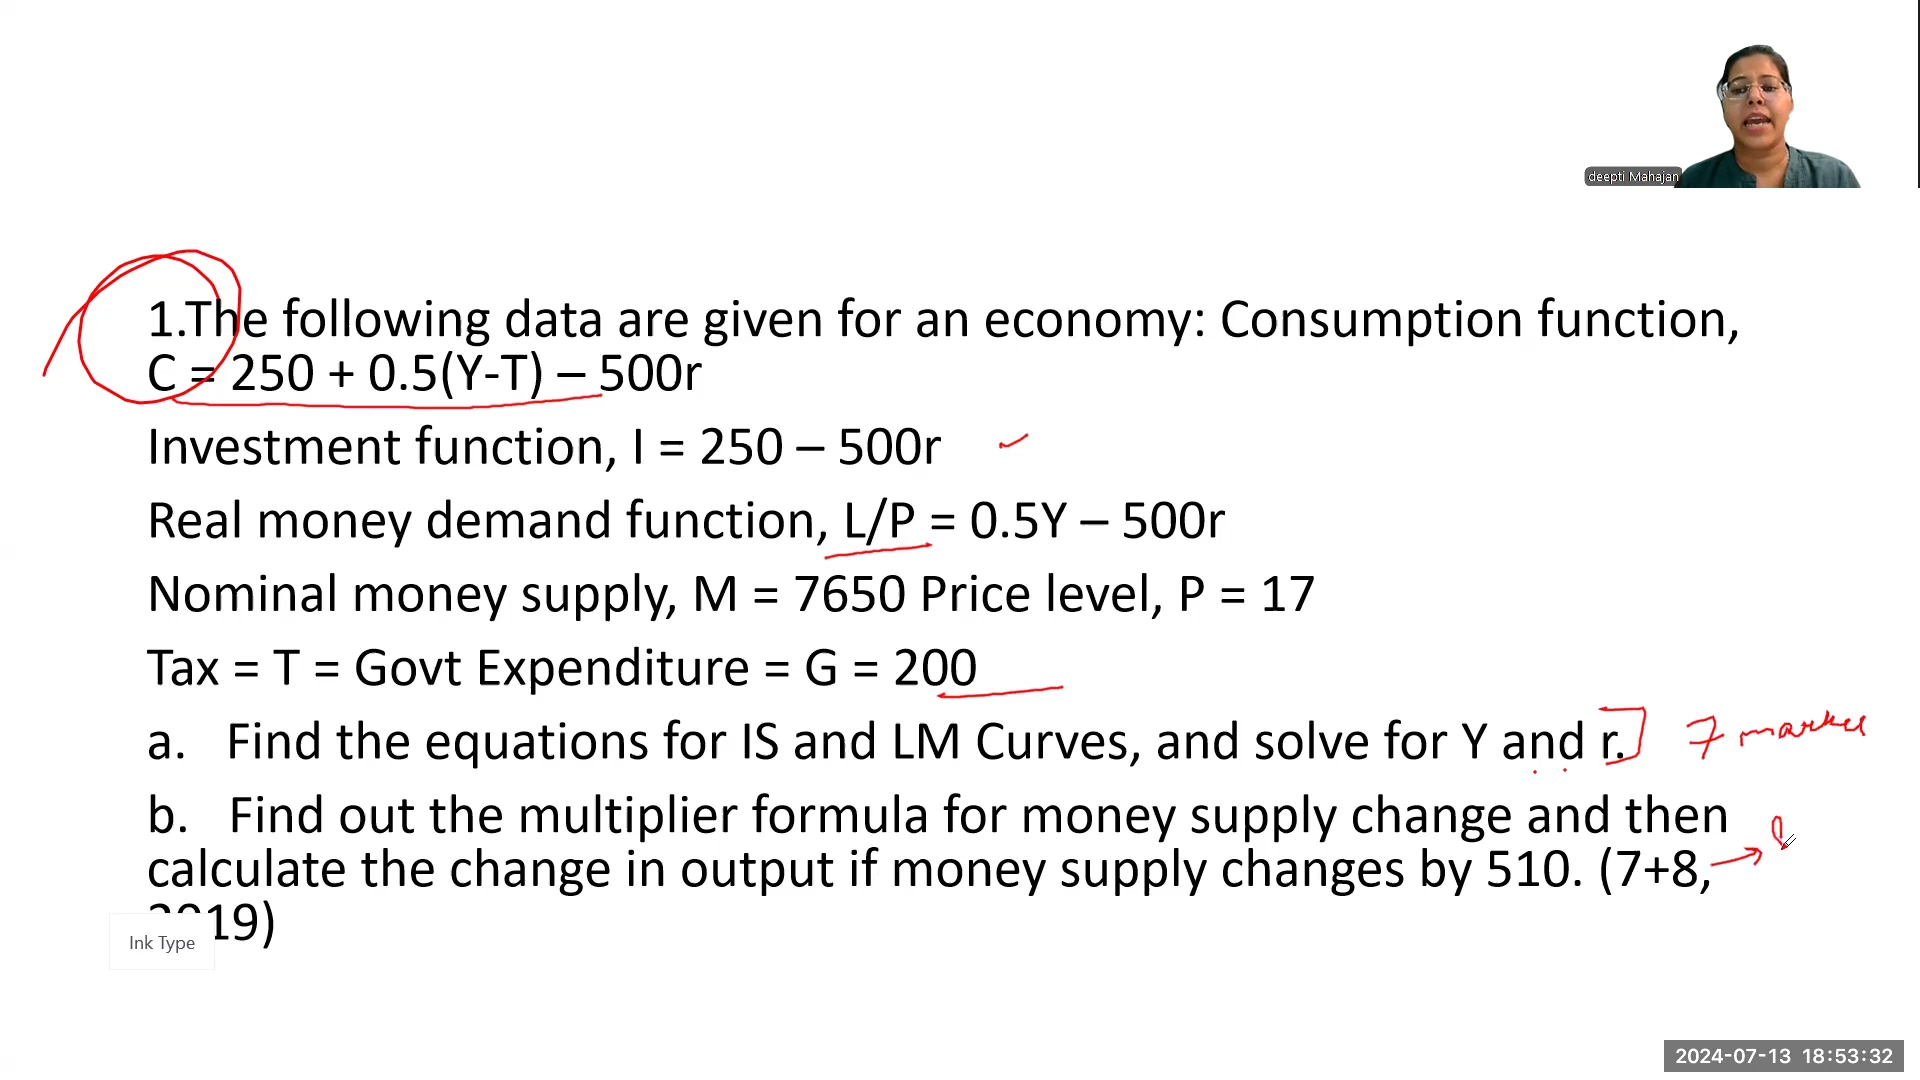 deepti Mahajan
1.The following data are given for an economy: Consumption function,
C = 250 + 0.5(Y-T) – 500r
Investment function, I = 250 – 500r
Real money demand function, L/P = 0.5Y – 500r
Nominal money supply, M = 7650 Price level, P = 17
Tax = T = Govt Expenditure = G = 200
a. Find the equations for IS and LM Curves, and solve for Y and r. 7 marks
b. Find out the multiplier formula for money supply change and then
calculate the change in output if money supply changes by 510. (7+8,
19)
Ink Type
2024-07-13 18:53:32